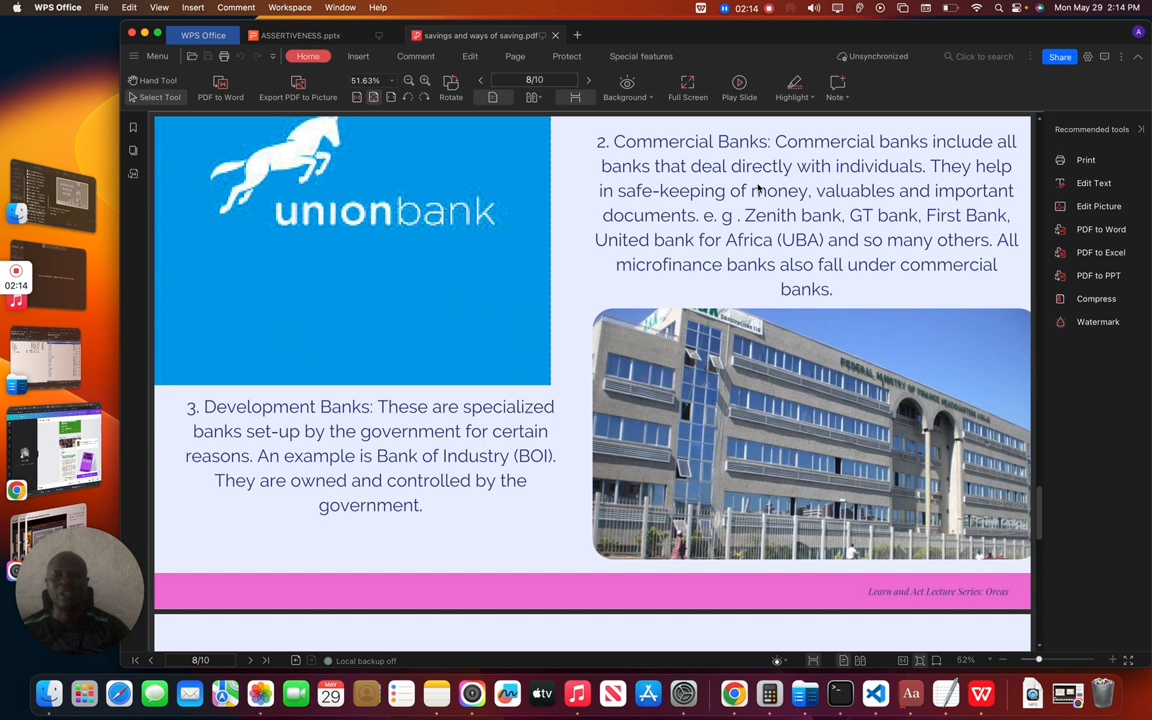 WPS Office File Edit View Insert Comment Workspace Window Help
02:14
Mon May 29 2:14 PM
WPS Office
ASSERTIVENESS.pptx
savings and ways of saving.pdf
A
Menu
Home Insert Comment Edit Page Protect Special features
Unsynchronized
Click to search
Share
Hand Tool
Select Tool
PDF to Word
Export PDF to Picture
51.63%
Rotate
8/10
Background
Full Screen
Play Slide
Highlight
Note
Recommended tools
Print
Edit Text
Edit Picture
PDF to Word
PDF to Excel
PDF to PPT
Compress
Watermark
02:14
unionbank
2. Commercial Banks: Commercial banks include all
banks that deal directly with individuals. They help
in safe-keeping of money, valuables and important
documents. e. g . Zenith bank, GT bank, First Bank,
United bank for Africa (UBA) and so many others. All
microfinance banks also fall under commercial
banks.
3. Development Banks: These are specialized
banks set-up by the government for certain
reasons. An example is Bank of Industry (BOI).
They are owned and controlled by the
government.
FEDERAL MINISTRY OF FINANCE HEADQUARTERS
Learn and Act Lecture Series: Orcas
8/10
Local backup off
52%
MAY
29
tv
Aa
W